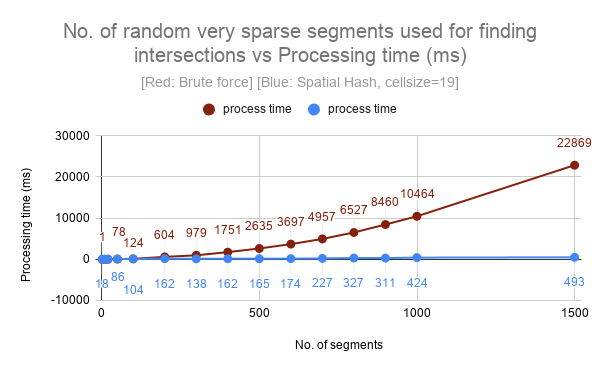 No. of random very sparse segments used for finding
intersections vs Processing time (ms)
[Red: Brute force] [Blue: Spatial Hash, cellsize=19]
process time process time
30000
20000
10000
0
-10000
Processing time (ms)
1 78 124 604 979 1751 2635 3697 4957 6527 8460 10464 22869
18 86 104 162 138 162 165 174 227 327 311 424 493
0 500 1000 1500
No. of segments